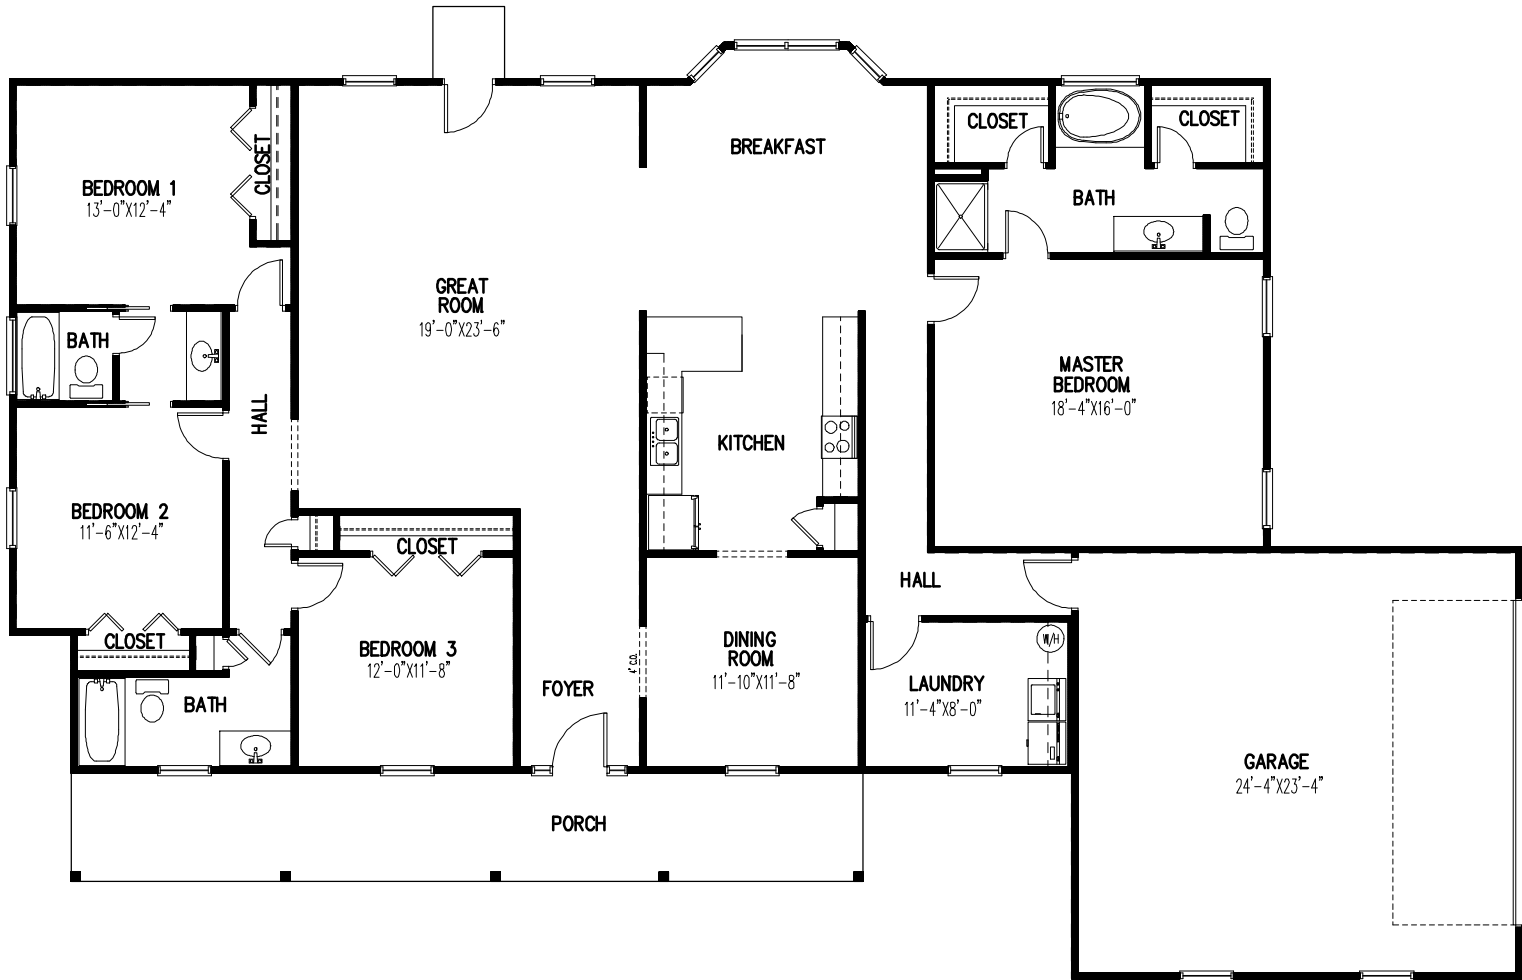 CLOSET
CLOSET
BREAKFAST
CLOSET
BEDROOM 1
13'-0"X12'-4"
BATH
GREAT
ROOM
19'-0"X23'-6"
BATH
MASTER
BEDROOM
18'-4"X16'-0"
HALL
KITCHEN
BEDROOM 2
11'-6"X12'-4"
CLOSET
HALL
CLOSET
BEDROOM 3
12'-0"X11'-8"
DINING
ROOM
11'-10"X11'-8"
4' C.O.
W/H
LAUNDRY
11'-4"X8'-0"
FOYER
BATH
GARAGE
24'-4"X23'-4"
PORCH